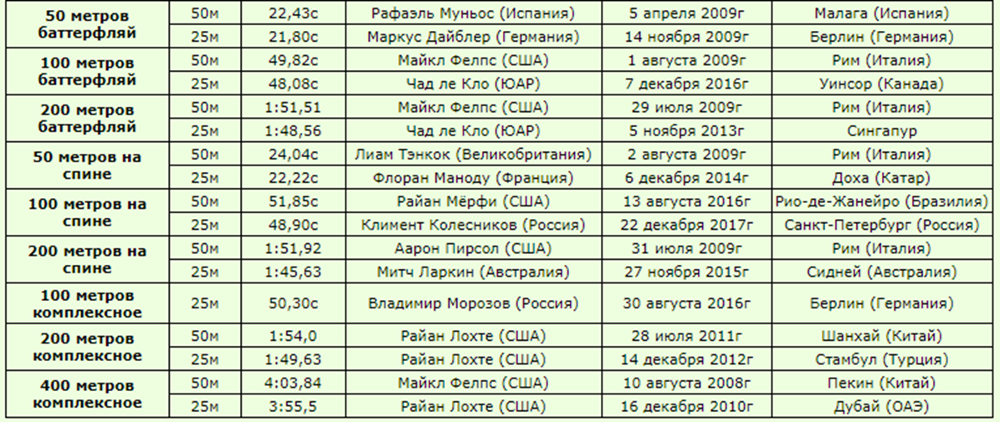 50 метров баттерфляй 50м 22,43с Рафаэль Муньос (Испания) 5 апреля 2009г Малага (Испания)
25м 21,80с Маркус Дайблер (Германия) 14 ноября 2009г Берлин (Германия)
100 метров баттерфляй 50м 49,82с Майкл Фелпс (США) 1 августа 2009г Рим (Италия)
25м 48,08с Чад ле Кло (ЮАР) 7 декабря 2016г Уинсор (Канада)
200 метров баттерфляй 50м 1:51,51 Майкл Фелпс (США) 29 июля 2009г Рим (Италия)
25м 1:48,56 Чад ле Кло (ЮАР) 5 ноября 2013г Сингапур
50 метров на спине 50м 24,04с Лиам Тэнкок (Великобритания) 2 августа 2009г Рим (Италия)
25м 22,22с Флоран Маноду (Франция) 6 декабря 2014г Доха (Катар)
100 метров на спине 50м 51,85с Райан Мёрфи (США) 13 августа 2016г Рио-де-Жанейро (Бразилия)
25м 48,90с Климент Колесников (Россия) 22 декабря 2017г Санкт-Петербург (Россия)
200 метров на спине 50м 1:51,92 Аарон Пирсол (США) 31 июля 2009г Рим (Италия)
25м 1:45,63 Митч Ларкин (Австралия) 27 ноября 2015г Сидней (Австралия)
100 метров комплексное 25м 50,30с Владимир Морозов (Россия) 30 августа 2016г Берлин (Германия)
200 метров комплексное 50м 1:54,0 Райан Лохте (США) 28 июля 2011г Шанхай (Китай)
25м 1:49,63 Райан Лохте (США) 14 декабря 2012г Стамбул (Турция)
400 метров комплексное 50м 4:03,84 Майкл Фелпс (США) 10 августа 2008г Пекин (Китай)
25м 3:55,5 Райан Лохте (США) 16 декабря 2010г Дубай (ОАЭ)